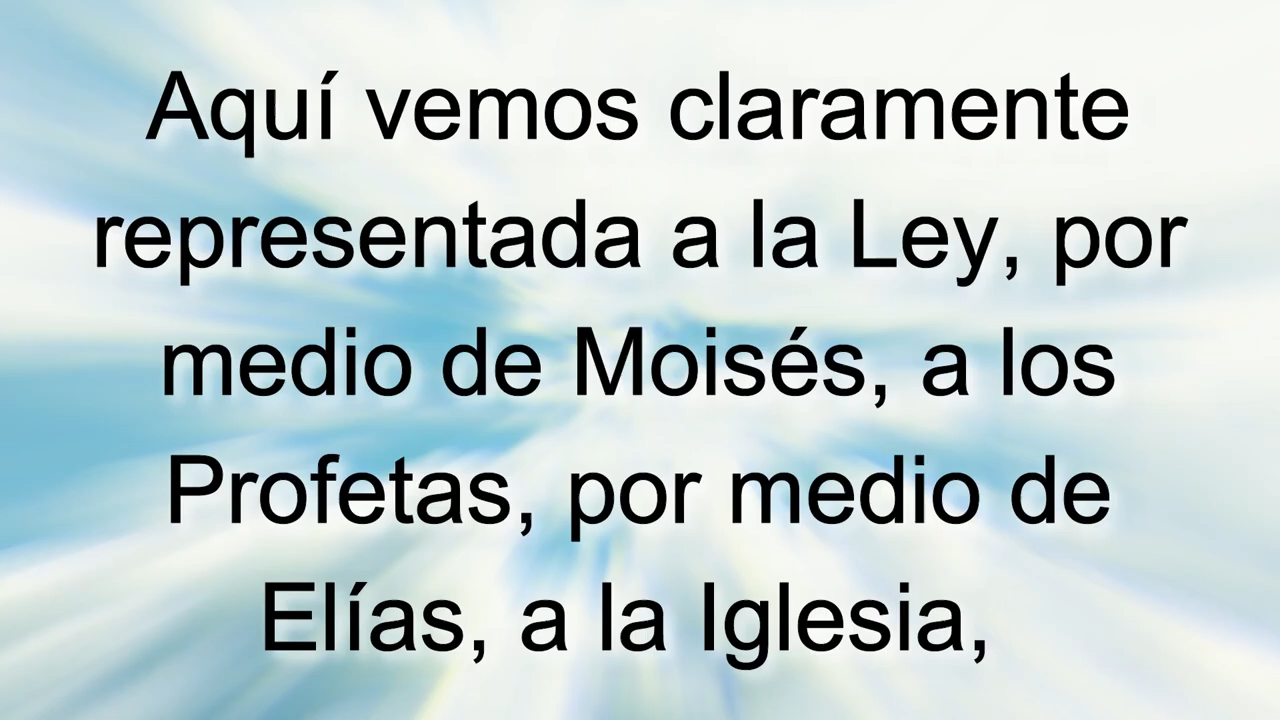 Aquí vemos claramente
representada a la Ley, por
medio de Moisés, a los
Profetas, por medio de
Elías, a la Iglesia,